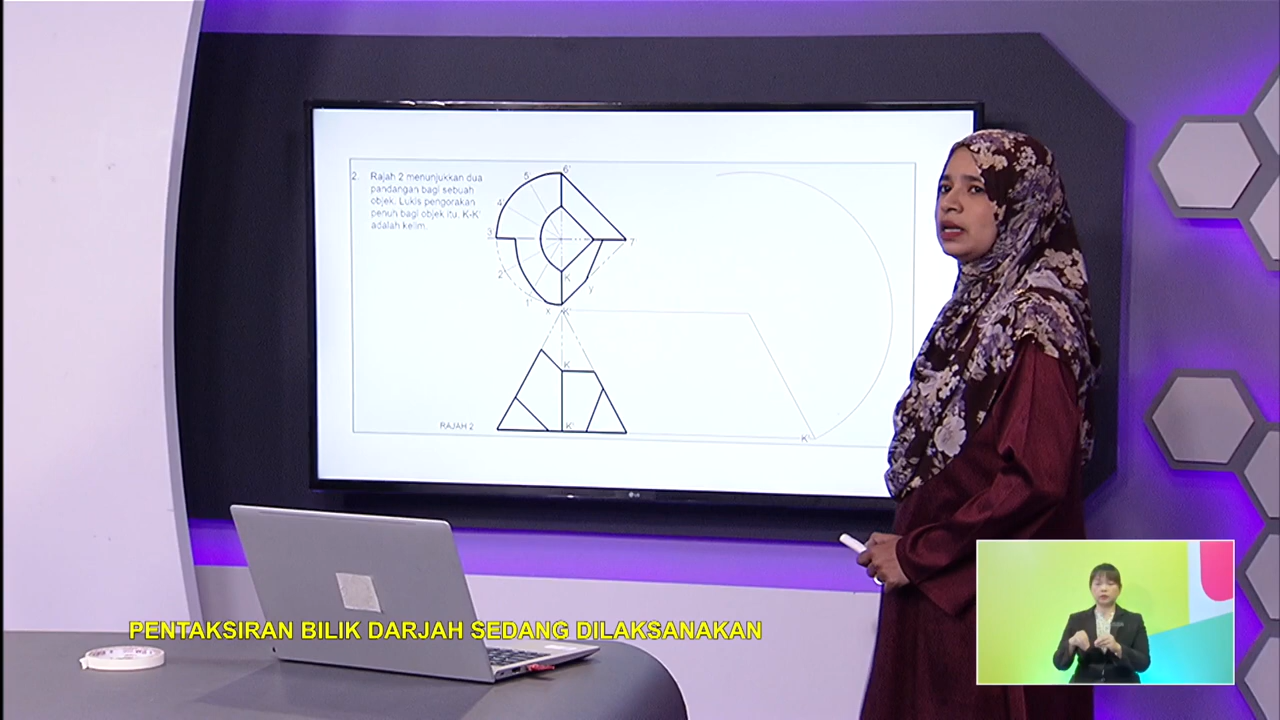 2. Rajah 2 menunjukkan dua
pandangan bagi sebuah
objek. Lukis pengorakan
penuh bagi objek itu. K-K'
adalah kelim.
6'
5'
4'
3
7
2'
1'
K
y
x
K'
K
K'
RAJAH 2
K'
LG
PENTAKSIRAN BILIK DARJAH SEDANG DILAKSANAKAN